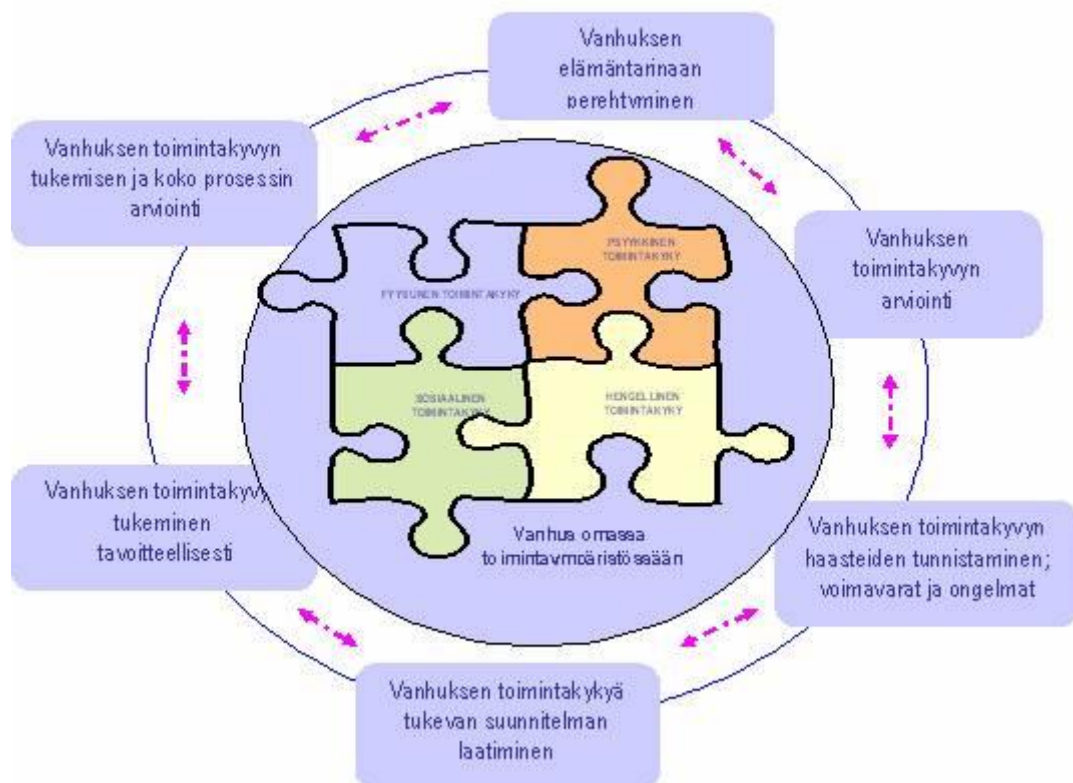 Vanhuksen
elämäntarinaan
perehtyminen
Vanhuksen
toimintakyvyn
arviointi
Vanhuksen toimintakyvyn
haasteiden tunnistaminen;
voimavarat ja ongelmat
Vanhuksen toimintakykyä
tukevan suunnitelman
laatiminen
Vanhuksen toimintakyvyn
tukeminen
tavoitteellisesti
Vanhuksen toimintakyvyn
tukemisen ja koko prosessin
arviointi
FYYSINEN TOIMINTAKYKY
PSYYKKINEN
TOIMINTAKYKY
SOSIAALINEN
TOIMINTAKYKY
HENGELLINEN
TOIMINTAKYKY
Vanhus omassa
toimintaympäristössään